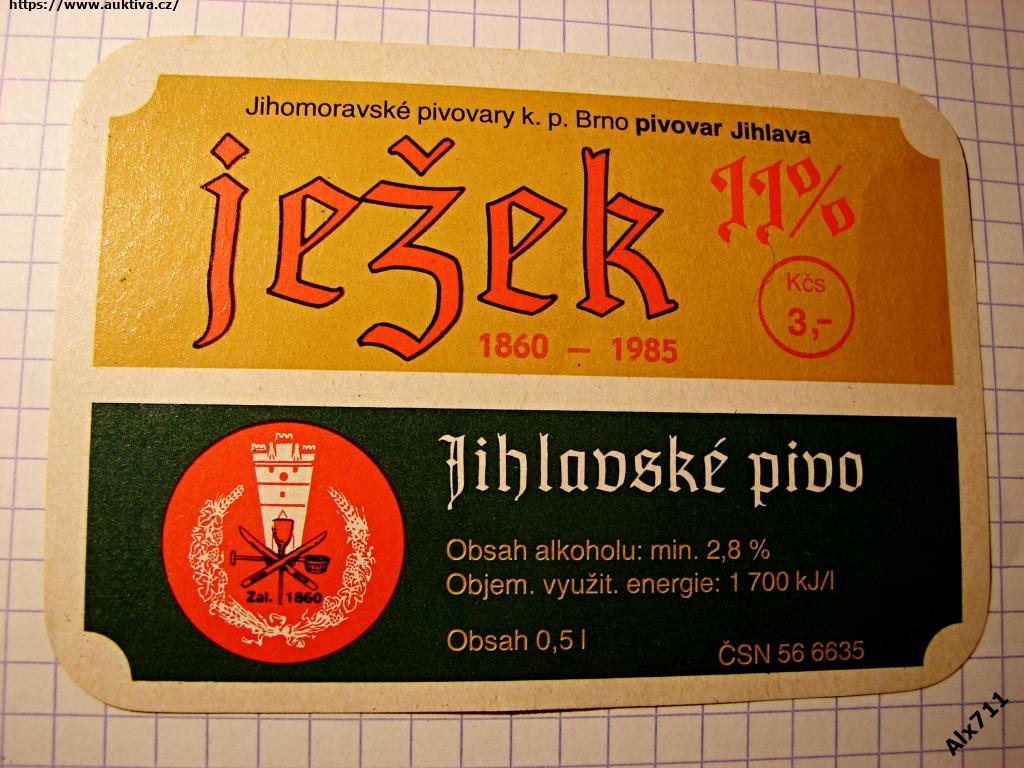 https://www.auktiva.cz/
Jihomoravské pivovary k. p. Brno pivovar Jihlava
ježek 11%
Kčs
3,-
1860 — 1985
Jihlavské pivo
Obsah alkoholu: min. 2,8 %
Objem. využit. energie: 1 700 kJ/l
Zal. 1860
Obsah 0,5 l
ČSN 56 6635
Alx711